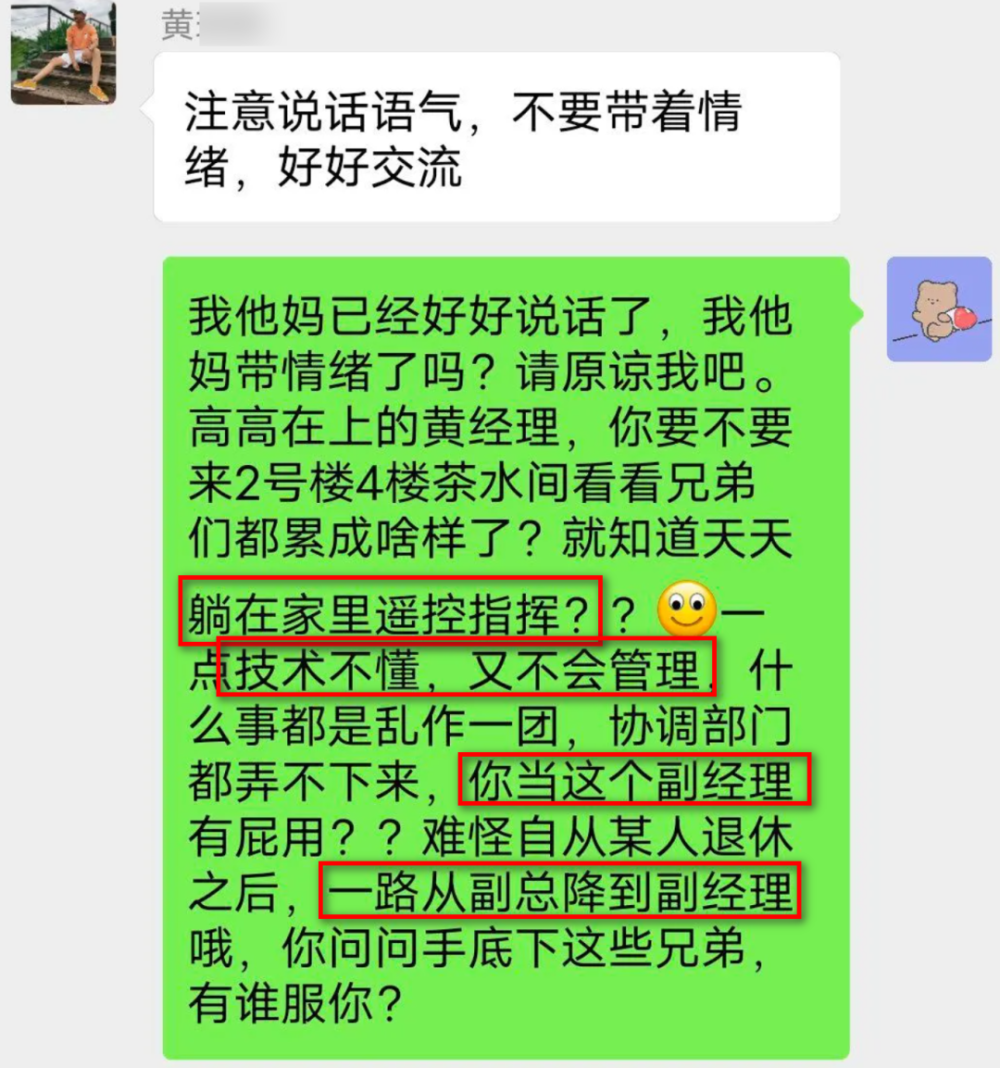 黄
注意说话语气，不要带着情
绪，好好交流
我他妈已经好好说话了，我他
妈带情绪了吗？请原谅我吧。
高高在上的黄经理，你要不要
来2号楼4楼茶水间看看兄弟
们都累成啥样了？就知道天天
躺在家里遥控指挥？？一
点技术不懂，又不会管理，什
么事都是乱作一团，协调部门
都弄不下来，你当这个副经理
有屁用？？难怪自从某人退休
之后，一路从副总降到副经理
哦，你问问手底下这些兄弟，
有谁服你？